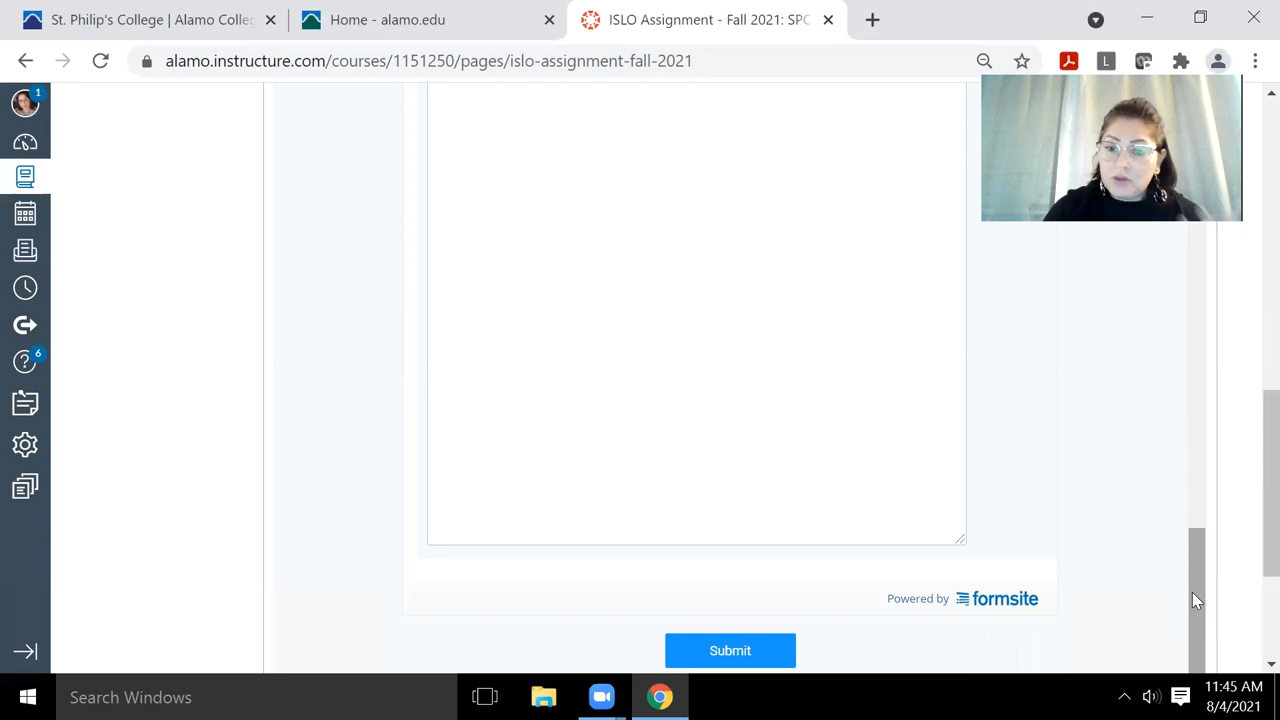 St. Philip's College | Alamo Colle
Home - alamo.edu
ISLO Assignment - Fall 2021: SPC
alamo.instructure.com/courses/1151250/pages/islo-assignment-fall-2021
L
1
6
Powered by formsite
Submit
Search Windows
11:45 AM
8/4/2021